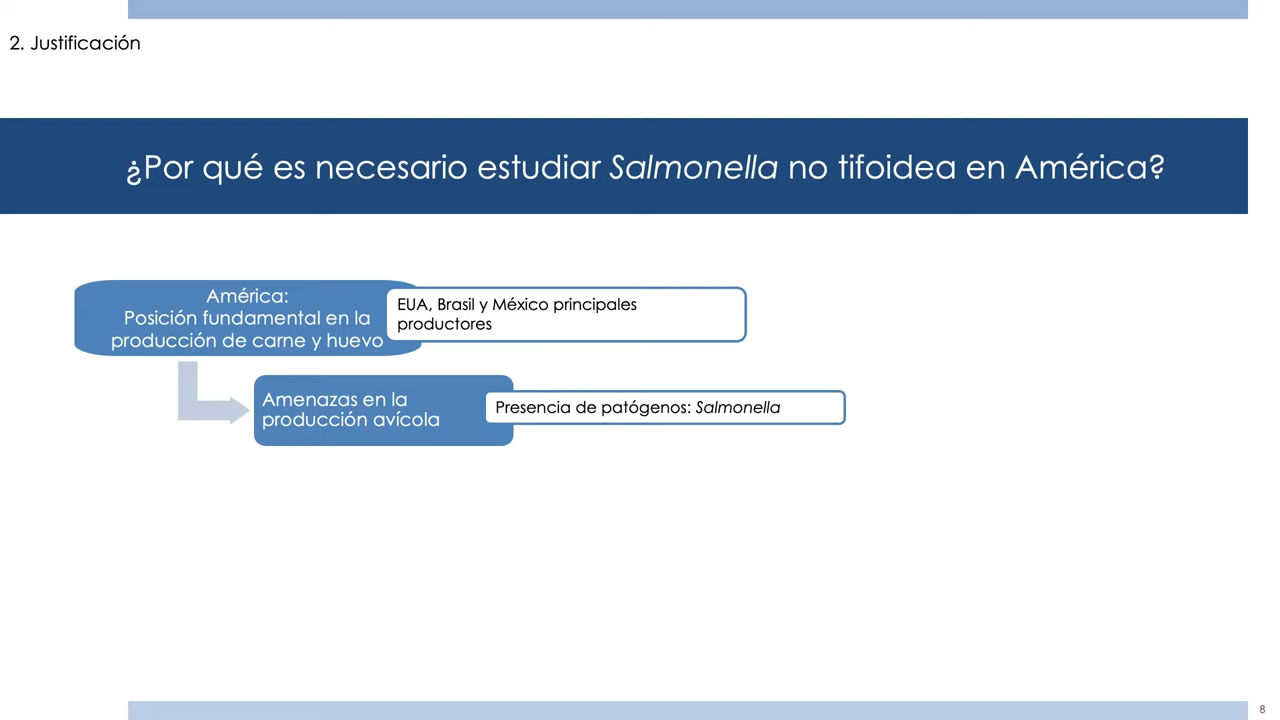 2. Justificación
¿Por qué es necesario estudiar Salmonella no tifoidea en América?
América:
Posición fundamental en la
producción de carne y huevo
EUA, Brasil y México principales
productores
Amenazas en la
producción avícola
Presencia de patógenos: Salmonella
8